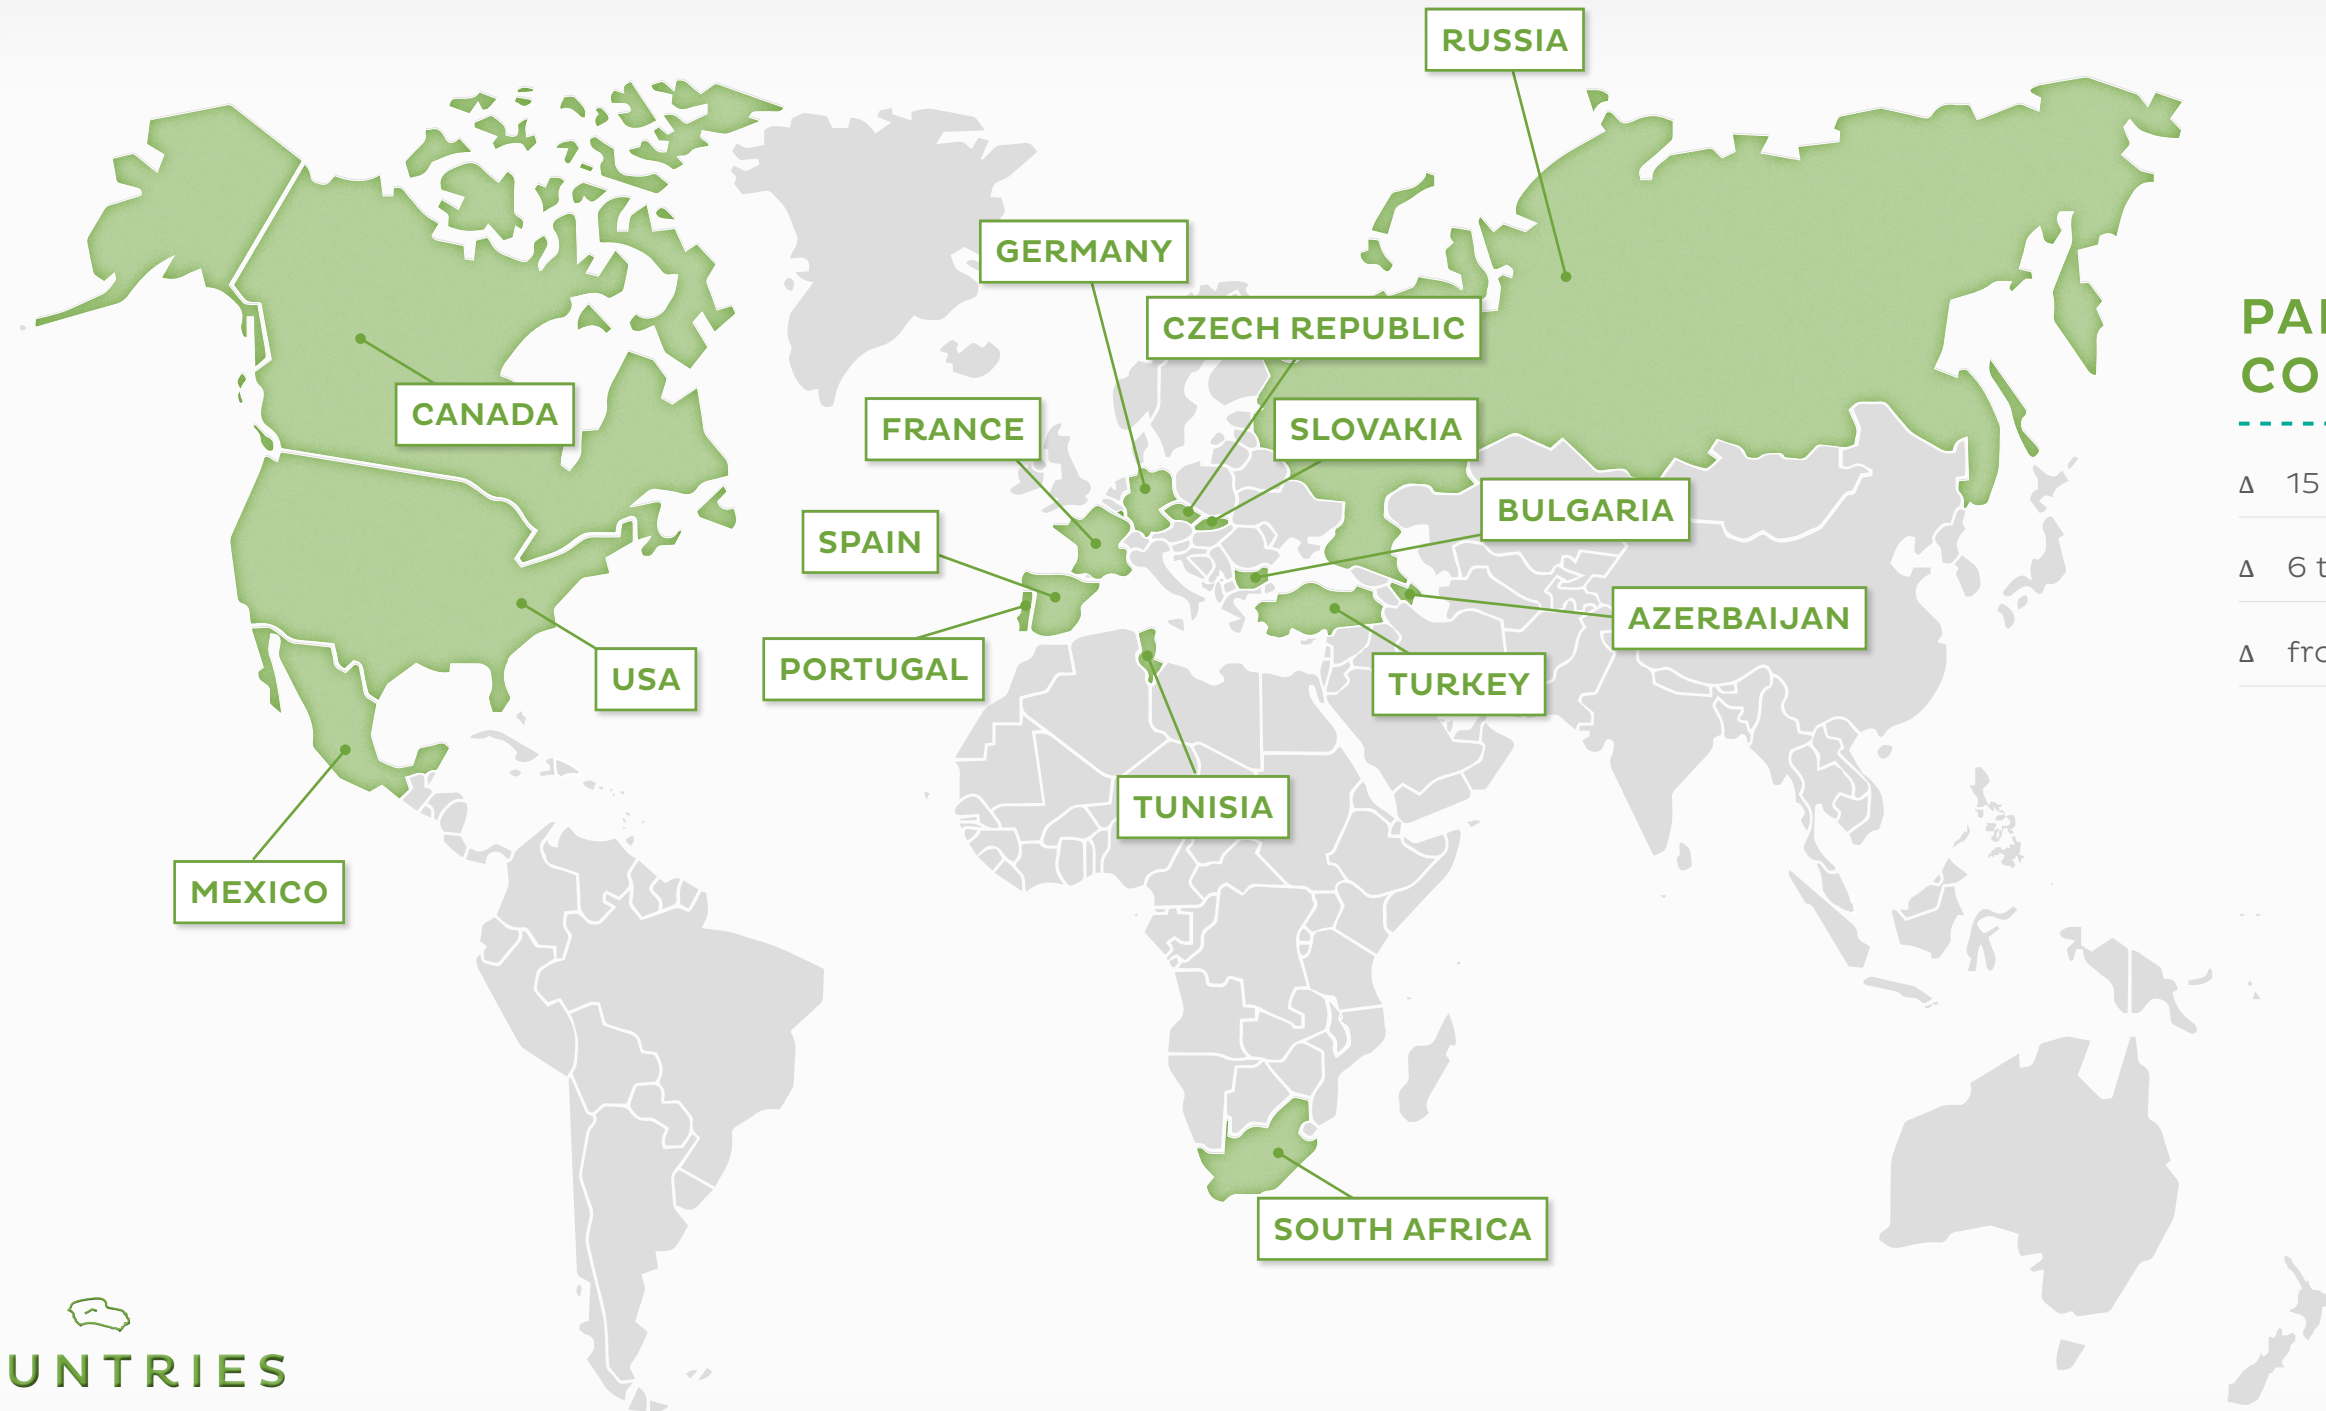 RUSSIA
GERMANY
CZECH REPUBLIC
CANADA
FRANCE
SLOVAKIA
BULGARIA
SPAIN
AZERBAIJAN
PORTUGAL
USA
TURKEY
TUNISIA
MEXICO
SOUTH AFRICA
PA
CO
Δ 15
Δ 6 t
Δ fro
UNTRIES